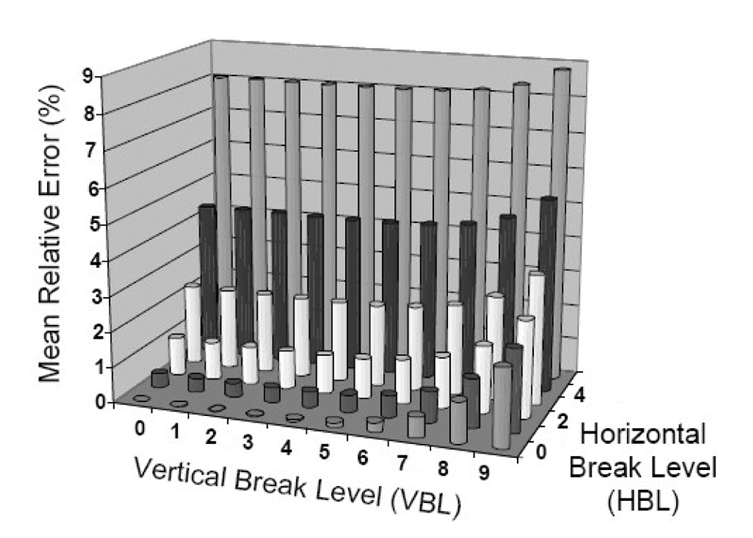 Mean Relative Error (%)
9
8
7
6
5
4
3
2
1
0
0 1 2 3 4 5 6 7 8 9
Vertical Break Level (VBL)
0 2 4
Horizontal
Break Level
(HBL)